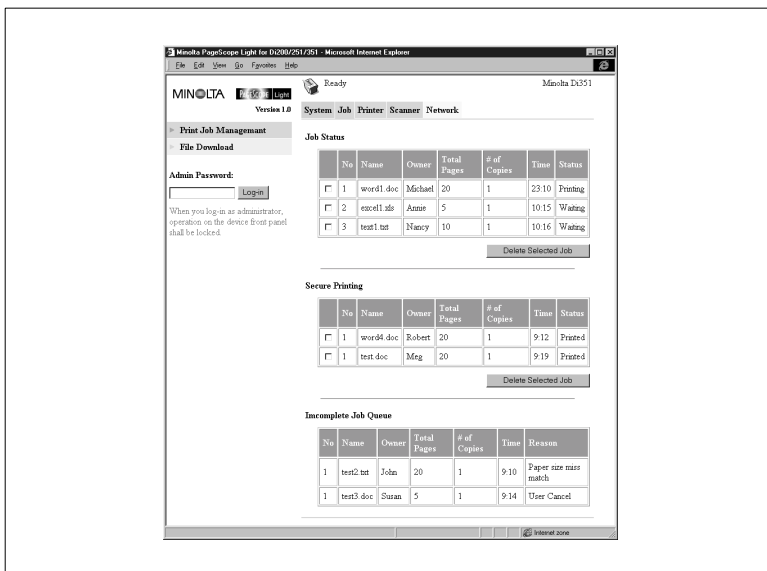 Minolta PageScope Light for Di200/251/351 - Microsoft Internet Explorer
File Edit View Go Favorites Help
MINOLTA PAGESCOPE Light
Version 1.0
Ready
Minolta Di351
System Job Printer Scanner Network
Print Job Managemant
File Download
Admin Password:
Log-in
When you log-in as administrator,
operation on the device front panel
shall be locked.
Job Status
No Name Owner Total Pages # of Copies Time Status
1 word1.doc Michael 20 1 23:10 Printing
2 excel1.xls Annie 5 1 10:15 Waiting
3 text1.txt Nancy 10 1 10:16 Waiting
Delete Selected Job
Secure Printing
No Name Owner Total Pages # of Copies Time Status
1 word4.doc Robert 20 1 9:12 Printed
1 test.doc Meg 20 1 9:19 Printed
Delete Selected Job
Imcomplete Job Queue
No Name Owner Total Pages # of Copies Time Reason
1 test2.txt John 20 1 9:10 Paper size miss match
1 test3.doc Susan 5 1 9:14 User Cancel
Internet zone